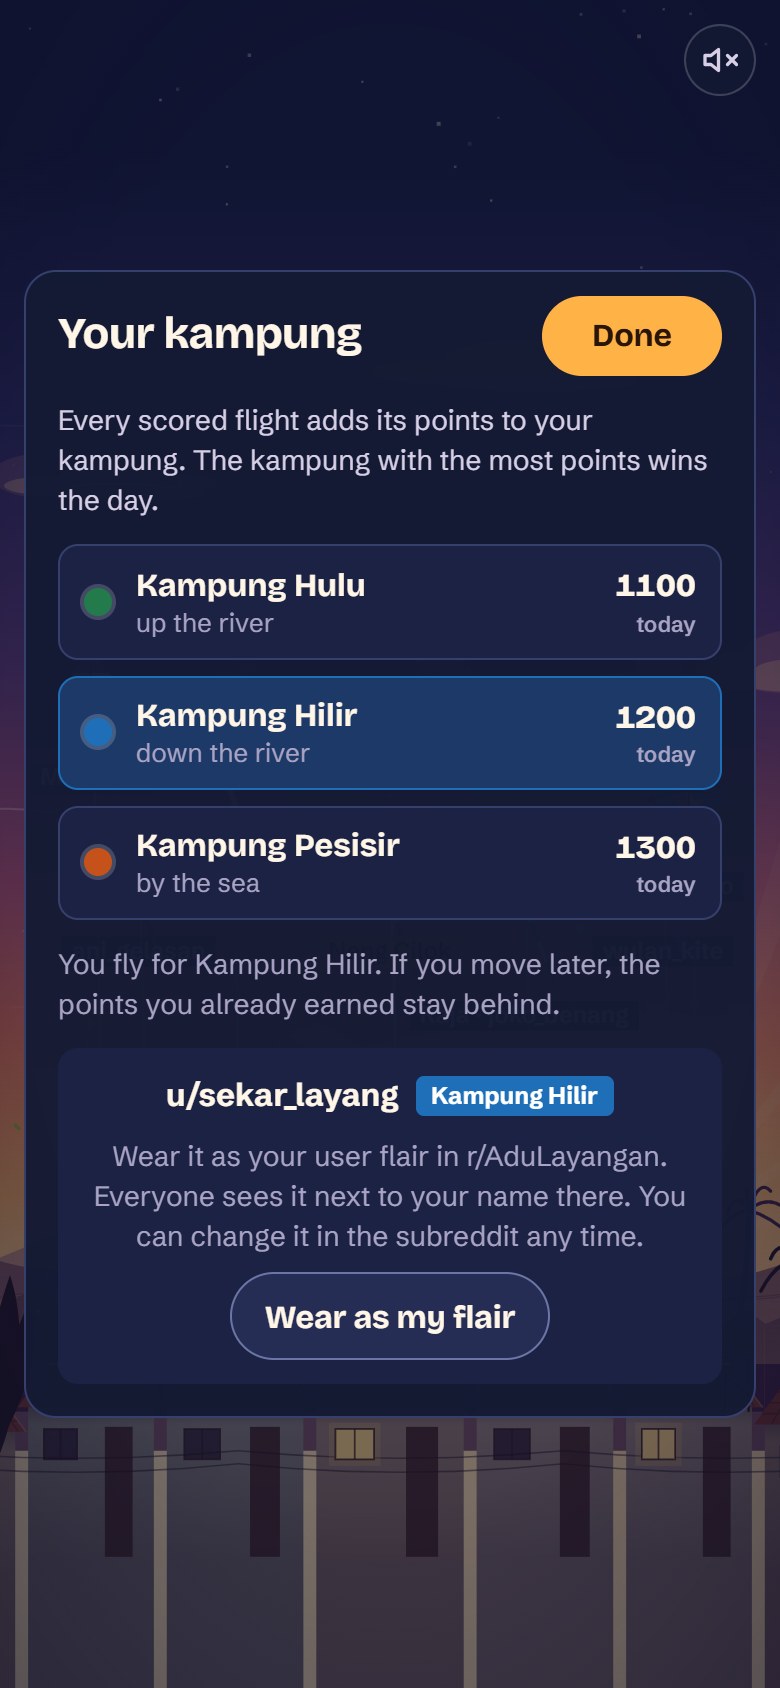 Your kampung
Done
Every scored flight adds its points to your
kampung. The kampung with the most points wins
the day.
Kampung Hulu
1100
up the river
today
Kampung Hilir
1200
down the river
today
Kampung Pesisir
1300
by the sea
today
You fly for Kampung Hilir. If you move later, the
points you already earned stay behind.
u/sekar_layang
Kampung Hilir
Wear it as your user flair in r/AduLayangan.
Everyone sees it next to your name there. You
can change it in the subreddit any time.
Wear as my flair